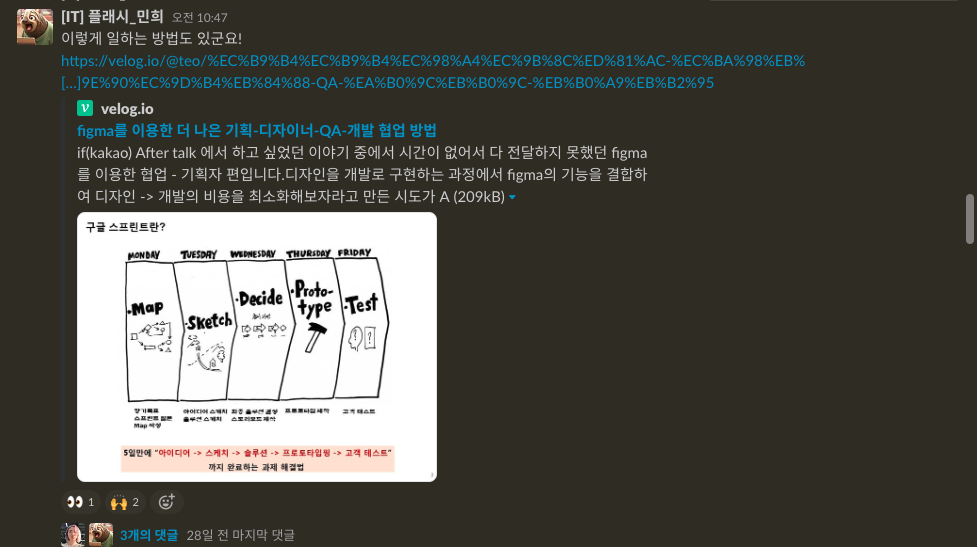 [IT] 플래시_민희 오전 10:47
이렇게 일하는 방법도 있군요!
https://velog.io/@teo/%EC%B9%B4%EC%B9%B4%EC%98%A4%EC%9B%8C%ED%81%AC-%EC%BA%98%EB%
[…]9E%90%EC%9D%B4%EB%84%88-QA-%EA%B0%9C%EB%B0%9C-%EB%B0%A9%EB%B2%95
velog.io
figma를 이용한 더 나은 기획-디자이너-QA-개발 협업 방법
if(kakao) After talk 에서 하고 싶었던 이야기 중에서 시간이 없어서 다 전달하지 못했던 figma
를 이용한 협업 - 기획자 편입니다.디자인을 개발로 구현하는 과정에서 figma의 기능을 결합하
여 디자인 -> 개발의 비용을 최소화해보자라고 만든 시도가 A (209kB)
구글 스프린트란?
MONDAY TUESDAY WEDNESDAY THURSDAY FRIDAY
·Map ·Sketch ·Decide ·Proto-type ·Test
장기목표 아이디어 스케치 최종 솔루션 결정 프로토타입 제작 고객 테스트
스프린트 질문 솔루션 스케치 스토리보드 제작
Map 작성
5일만에 “아이디어 -> 스케치 -> 솔루션 -> 프로토타입핑 -> 고객 테스트”
까지 완료하는 과제 해결법
1 2
3개의 댓글 28일 전 마지막 댓글